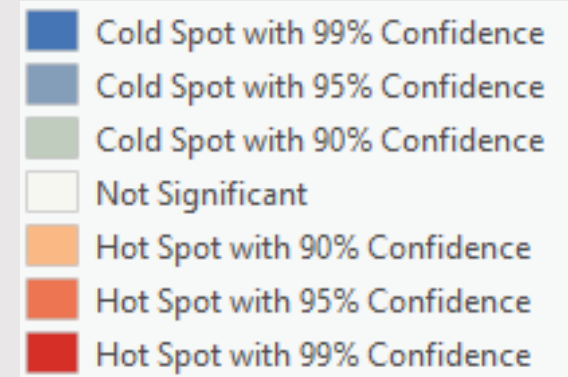 Cold Spot with 99% Confidence
Cold Spot with 95% Confidence
Cold Spot with 90% Confidence
Not Significant
Hot Spot with 90% Confidence
Hot Spot with 95% Confidence
Hot Spot with 99% Confidence